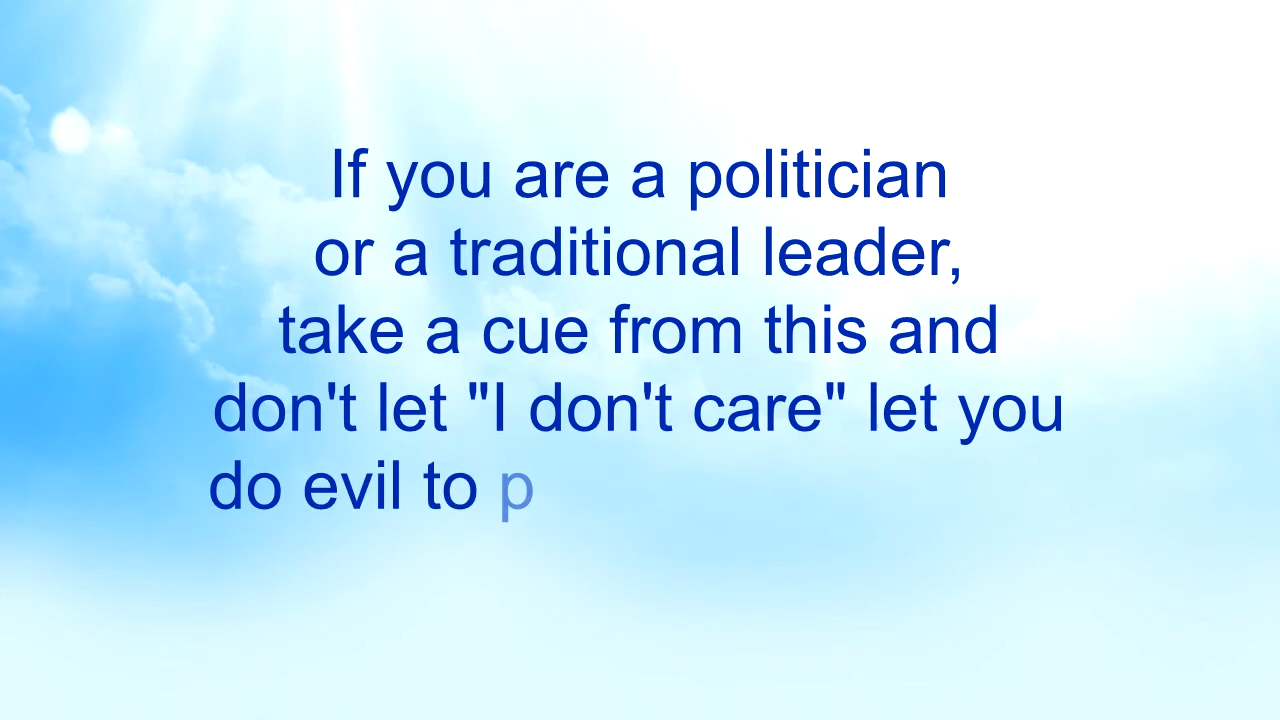 If you are a politician
or a traditional leader,
take a cue from this and
don't let "I don't care" let you
do evil to p